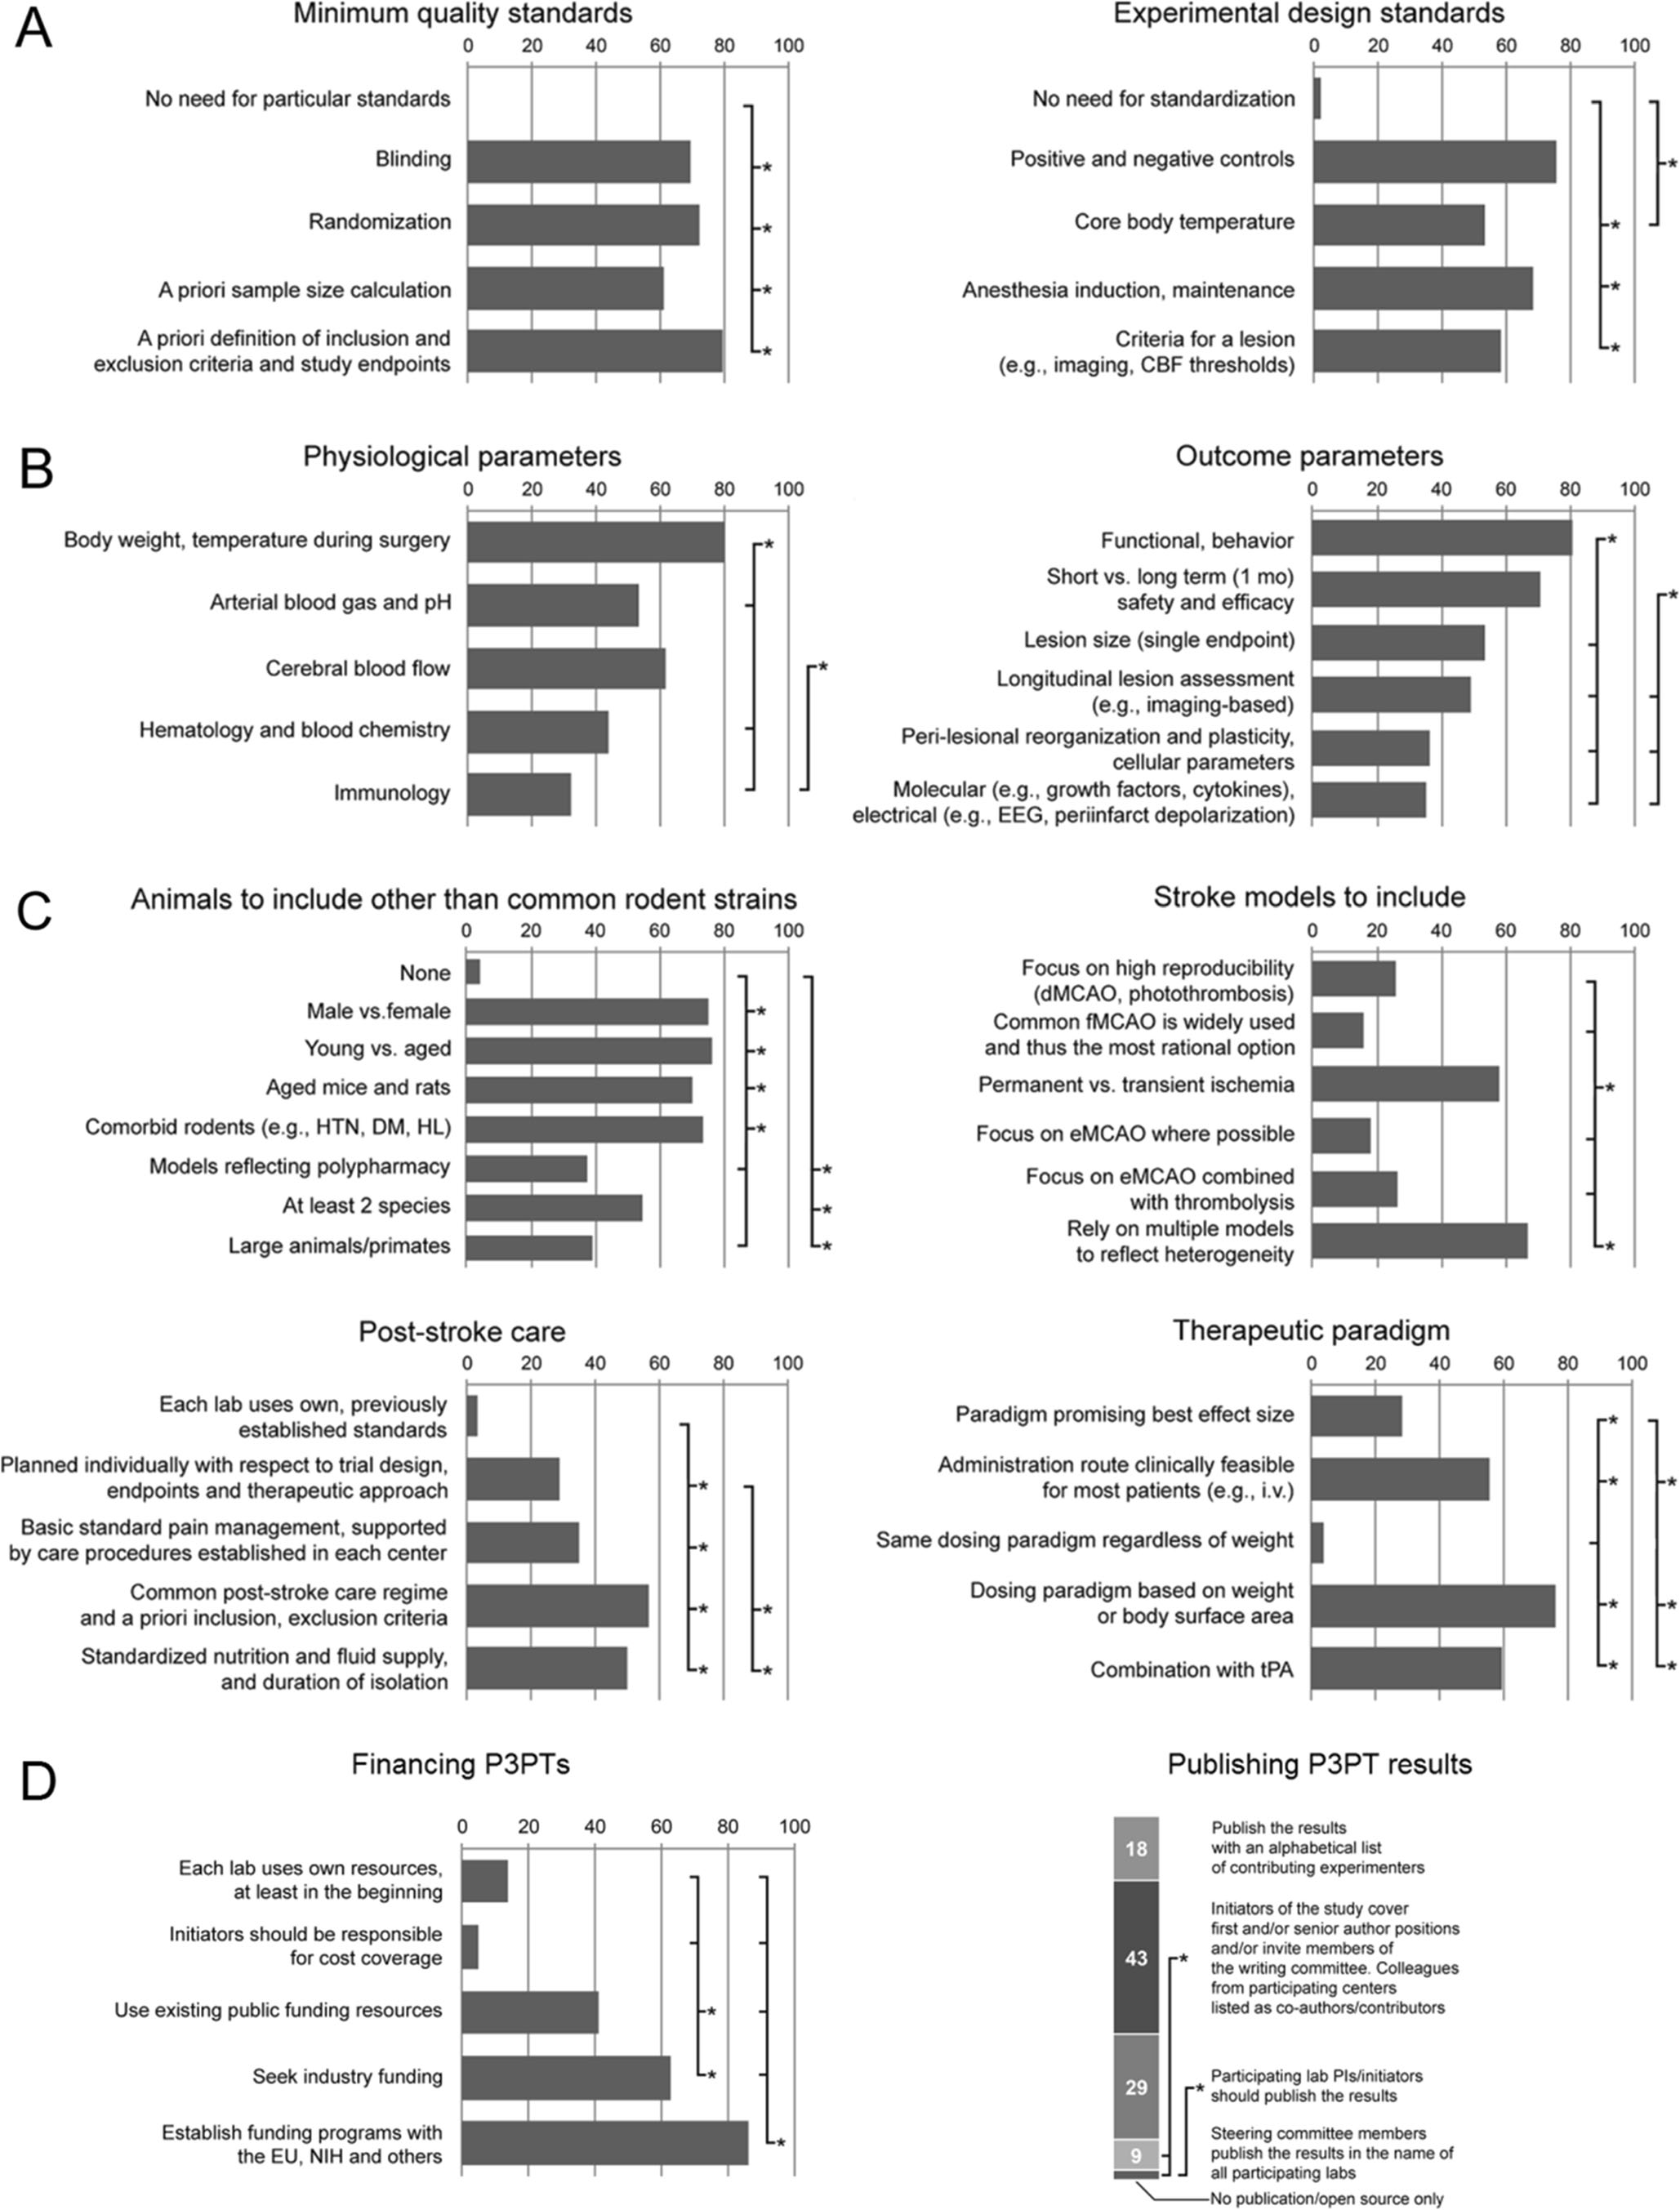 A
Minimum quality standards
0 20 40 60 80 100
No need for particular standards
Blinding
*
Randomization
*
A priori sample size calculation
*
A priori definition of inclusion and
exclusion criteria and study endpoints
*
Experimental design standards
0 20 40 60 80 100
No need for standardization
Positive and negative controls
*
Core body temperature
*
Anesthesia induction, maintenance
*
Criteria for a lesion
(e.g., imaging, CBF thresholds)
*
B
Physiological parameters
0 20 40 60 80 100
Body weight, temperature during surgery
*
Arterial blood gas and pH
Cerebral blood flow
*
Hematology and blood chemistry
Immunology
Outcome parameters
0 20 40 60 80 100
Functional, behavior
*
Short vs. long term (1 mo)
safety and efficacy
*
Lesion size (single endpoint)
Longitudinal lesion assessment
(e.g., imaging-based)
Peri-lesional reorganization and plasticity,
cellular parameters
Molecular (e.g., growth factors, cytokines),
electrical (e.g., EEG, periinfarct depolarization)
C
Animals to include other than common rodent strains
0 20 40 60 80 100
None
Male vs.female
*
Young vs. aged
*
Aged mice and rats
*
Comorbid rodents (e.g., HTN, DM, HL)
*
Models reflecting polypharmacy
*
At least 2 species
*
Large animals/primates
*
Stroke models to include
0 20 40 60 80 100
Focus on high reproducibility
(dMCAO, photothrombosis)
Common fMCAO is widely used
and thus the most rational option
Permanent vs. transient ischemia
*
Focus on eMCAO where possible
Focus on eMCAO combined
with thrombolysis
Rely on multiple models
to reflect heterogeneity
*
Post-stroke care
0 20 40 60 80 100
Each lab uses own, previously
established standards
Planned individually with respect to trial design,
endpoints and therapeutic approach
*
Basic standard pain management, supported
by care procedures established in each center
*
Common post-stroke care regime
and a priori inclusion, exclusion criteria
* *
Standardized nutrition and fluid supply,
and duration of isolation
* *
Therapeutic paradigm
0 20 40 60 80 100
Paradigm promising best effect size
*
Administration route clinically feasible
for most patients (e.g., i.v.)
* *
Same dosing paradigm regardless of weight
Dosing paradigm based on weight
or body surface area
* *
Combination with tPA
* *
D
Financing P3PTs
0 20 40 60 80 100
Each lab uses own resources,
at least in the beginning
Initiators should be responsible
for cost coverage
Use existing public funding resources
*
Seek industry funding
*
Establish funding programs with
the EU, NIH and others
*
Publishing P3PT results
18
Publish the results
with an alphabetical list
of contributing experimenters
43
*
Initiators of the study cover
first and/or senior author positions
and/or invite members of
the writing committee. Colleagues
from participating centers
listed as co-authors/contributors
29
*
Participating lab PIs/initiators
should publish the results
9
Steering committee members
publish the results in the name of
all participating labs
No publication/open source only